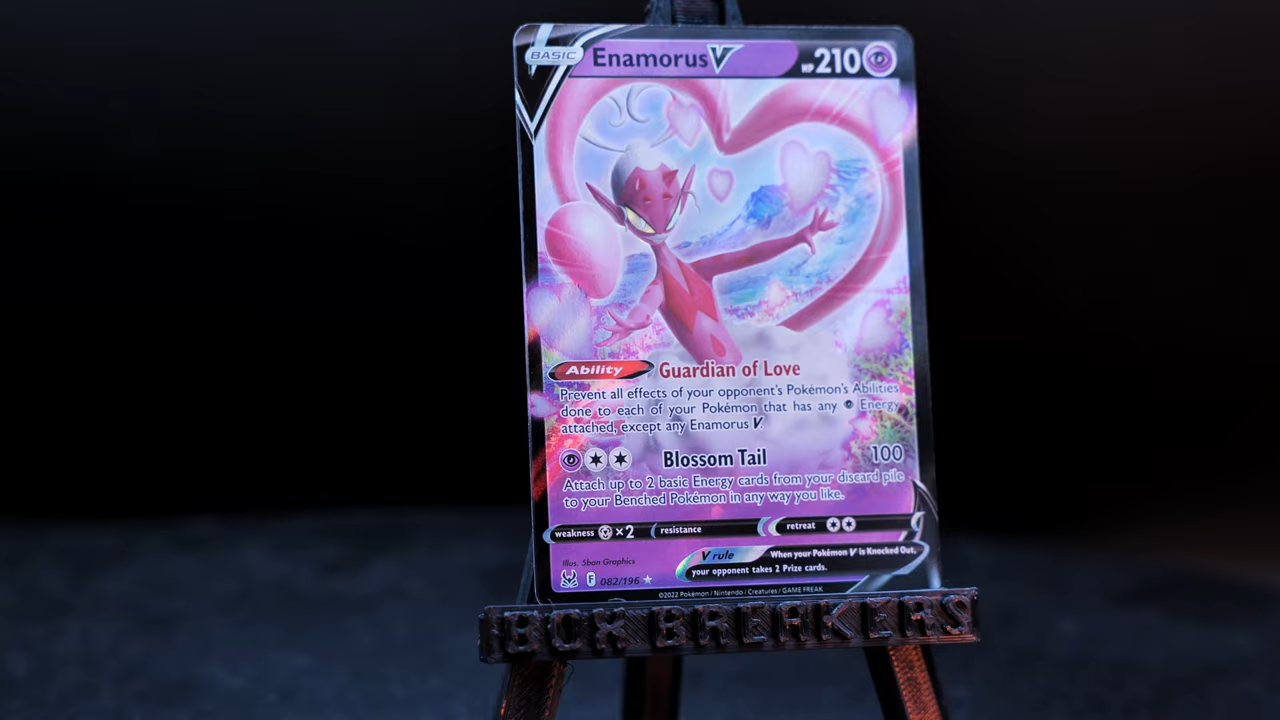 BASIC Enamorus V HP 210
Ability Guardian of Love
Prevent all effects of your opponent's Pokémon's Abilities
done to each of your Pokémon that has any Energy
attached, except any Enamorus V.
Blossom Tail 100
Attach up to 2 basic Energy cards from your discard pile
to your Benched Pokémon in any way you like.
weakness ×2 resistance retreat
V rule When your Pokémon V is Knocked Out,
your opponent takes 2 Prize cards.
Illus. 5ban Graphics
F 082/196 ★
©2022 Pokémon / Nintendo / Creatures / GAME FREAK
BOX BREAKERS